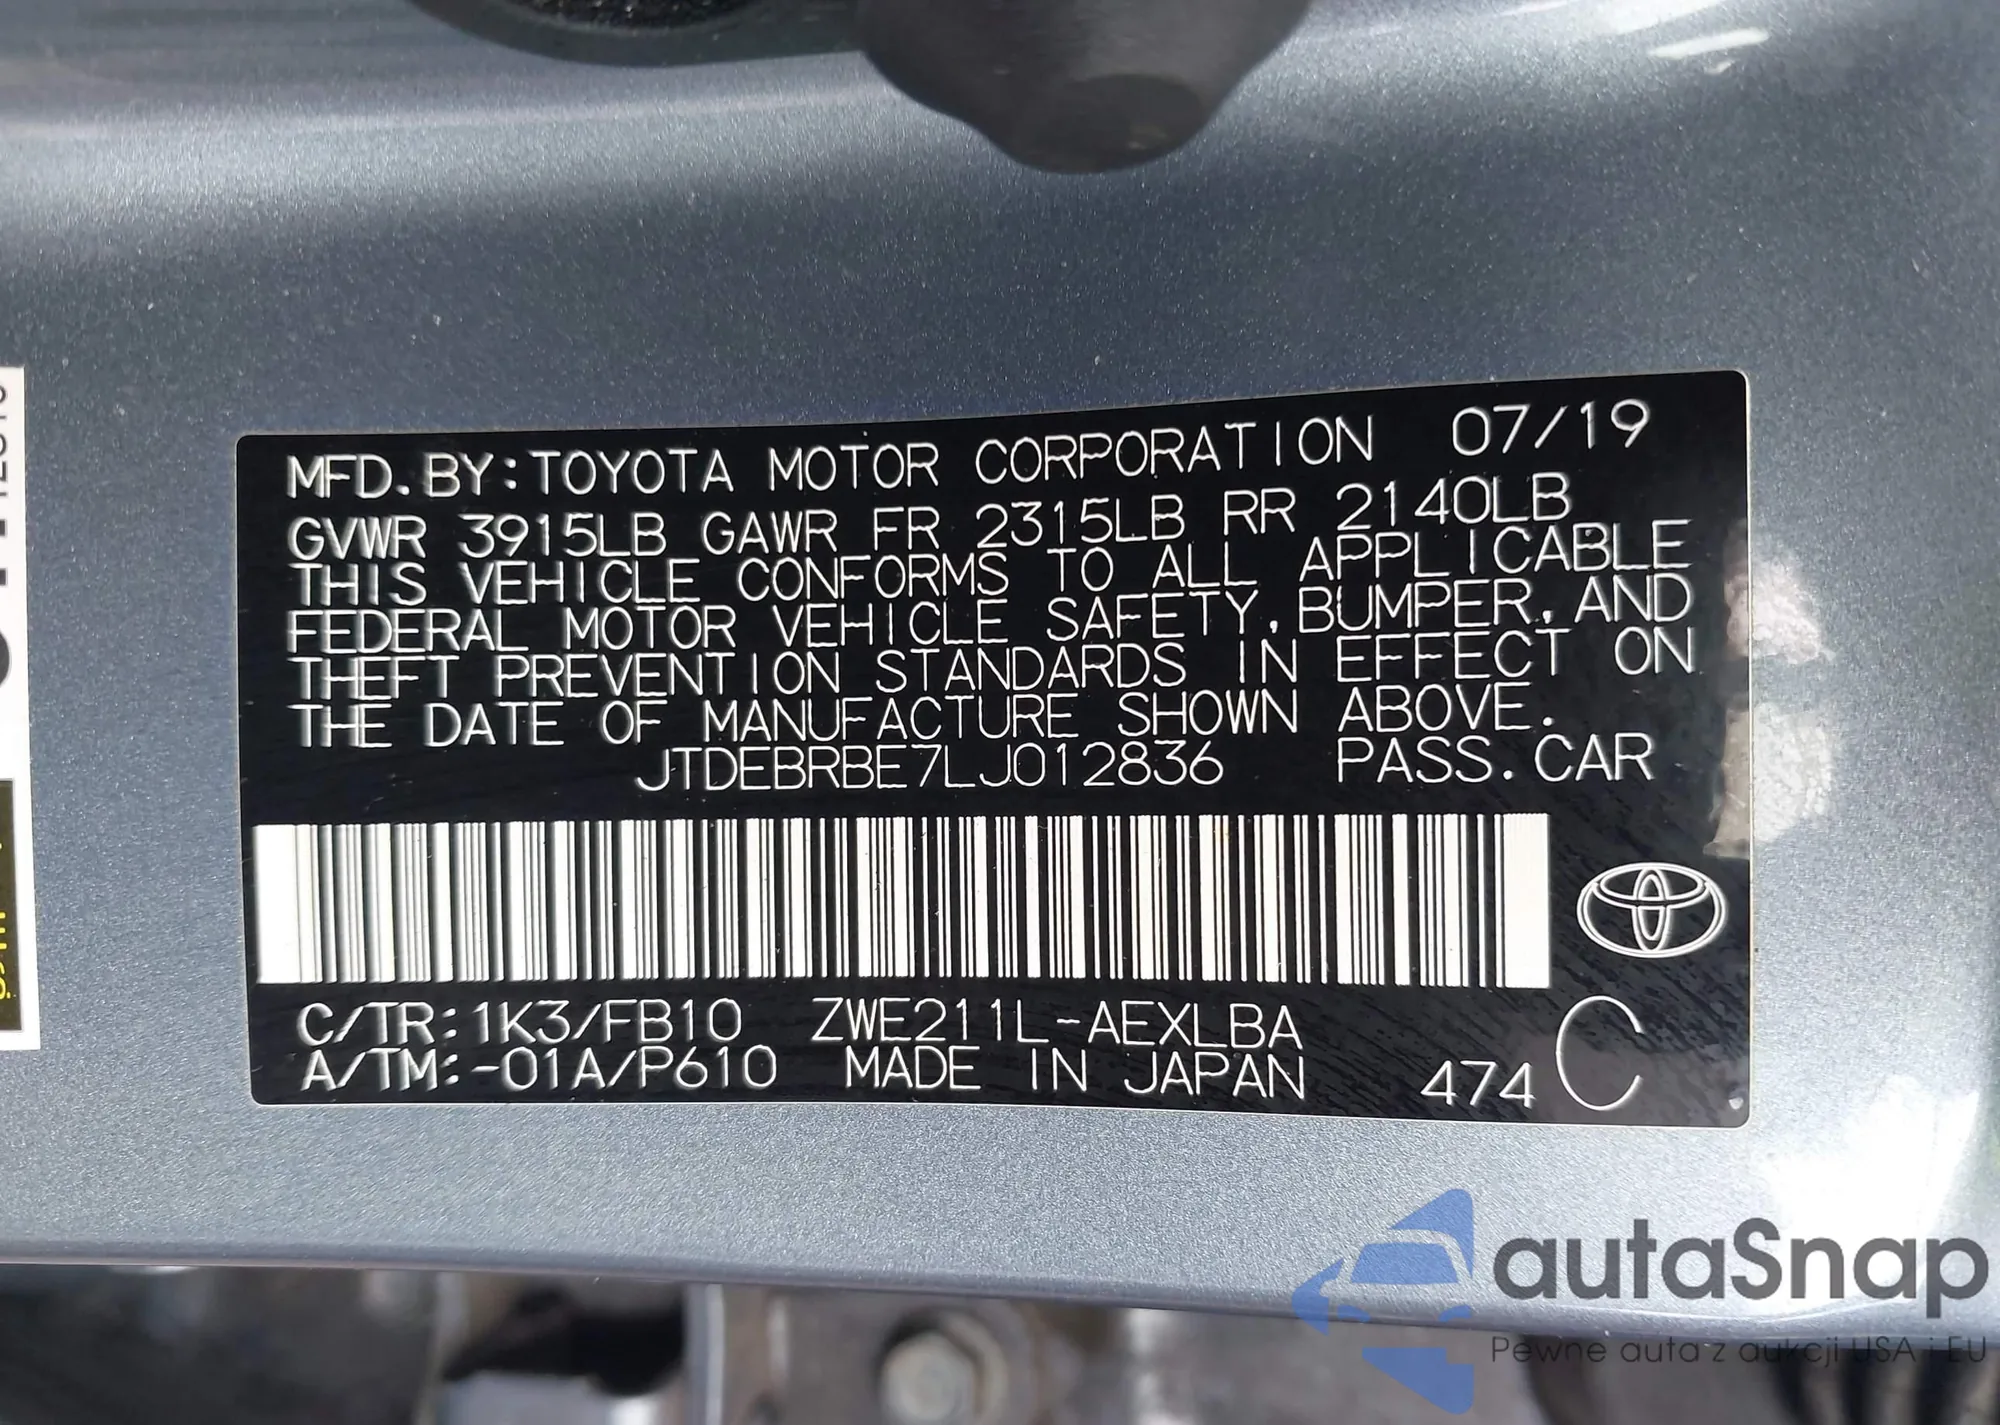 MFD. BY: TOYOTA MOTOR CORPORATION 07/19
GVWR 3915LB GAWR FR 2315LB RR 2140LB
THIS VEHICLE CONFORMS TO ALL APPLICABLE
FEDERAL MOTOR VEHICLE SAFETY, BUMPER, AND
THEFT PREVENTION STANDARDS IN EFFECT ON
THE DATE OF MANUFACTURE SHOWN ABOVE.
JTDEBRBE7LJ012836 PASS. CAR
C/TR: 1K3/FB10 ZWE211L-AEXLBA
A/TM: -01A/P610 MADE IN JAPAN 474 C
autaSnap
Pewne auta z aukcji USA i EU